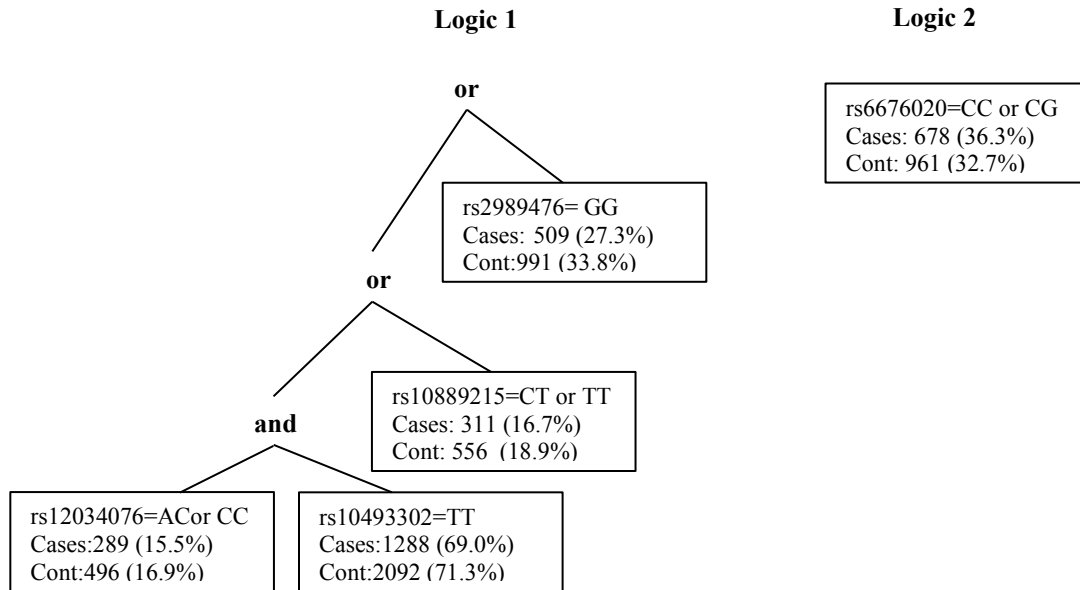 Logic 1
Logic 2
or
rs6676020=CC or CG
Cases: 678 (36.3%)
Cont: 961 (32.7%)
rs2989476= GG
Cases: 509 (27.3%)
Cont:991 (33.8%)
or
rs10889215=CT or TT
Cases: 311 (16.7%)
Cont: 556 (18.9%)
and
rs12034076=ACor CC
Cases:289 (15.5%)
Cont:496 (16.9%)
rs10493302=TT
Cases:1288 (69.0%)
Cont:2092 (71.3%)